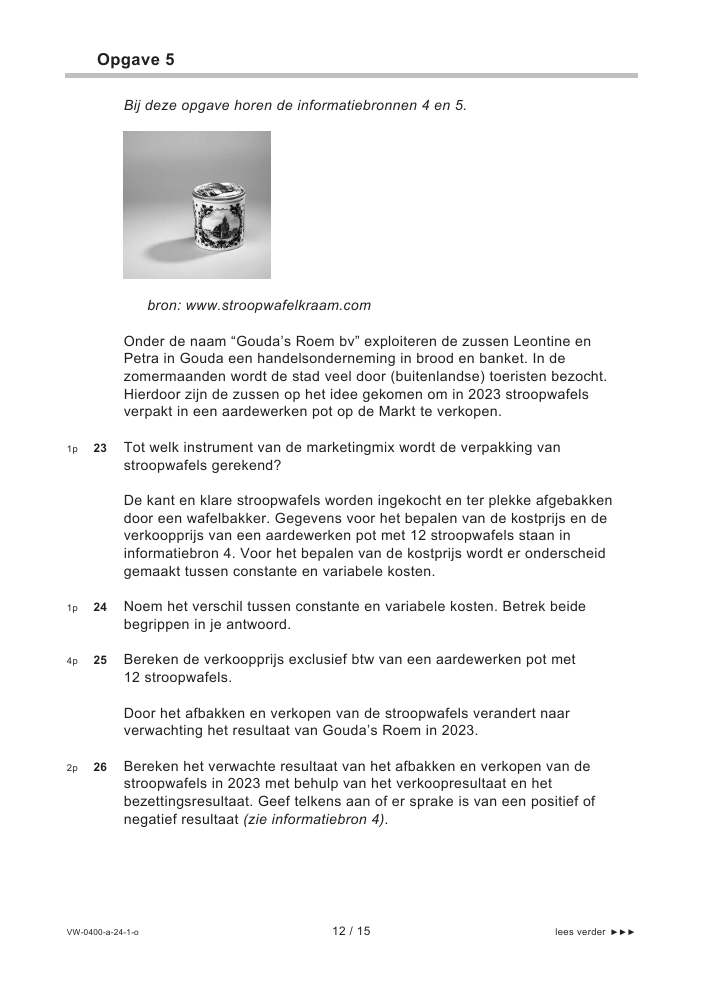 Opgave 5
Bij deze opgave horen de informatiebronnen 4 en 5.
bron: www.stroopwafelkraam.com
Onder de naam “Gouda’s Roem bv” exploiteren de zussen Leontine en
Petra in Gouda een handelsonderneming in brood en banket. In de
zomermaanden wordt de stad veel door (buitenlandse) toeristen bezocht.
Hierdoor zijn de zussen op het idee gekomen om in 2023 stroopwafels
verpakt in een aardewerken pot op de Markt te verkopen.
1p 23 Tot welk instrument van de marketingmix wordt de verpakking van
stroopwafels gerekend?
De kant en klare stroopwafels worden ingekocht en ter plekke afgebakken
door een wafelbakker. Gegevens voor het bepalen van de kostprijs en de
verkoopprijs van een aardewerken pot met 12 stroopwafels staan in
informatiebron 4. Voor het bepalen van de kostprijs wordt er onderscheid
gemaakt tussen constante en variabele kosten.
1p 24 Noem het verschil tussen constante en variabele kosten. Betrek beide
begrippen in je antwoord.
4p 25 Bereken de verkoopprijs exclusief btw van een aardewerken pot met
12 stroopwafels.
Door het afbakken en verkopen van de stroopwafels verandert naar
verwachting het resultaat van Gouda’s Roem in 2023.
2p 26 Bereken het verwachte resultaat van het afbakken en verkopen van de
stroopwafels in 2023 met behulp van het verkoopresultaat en het
bezettingsresultaat. Geef telkens aan of er sprake is van een positief of
negatief resultaat (zie informatiebron 4).
VW-0400-a-24-1-o 12 / 15 lees verder ►►►